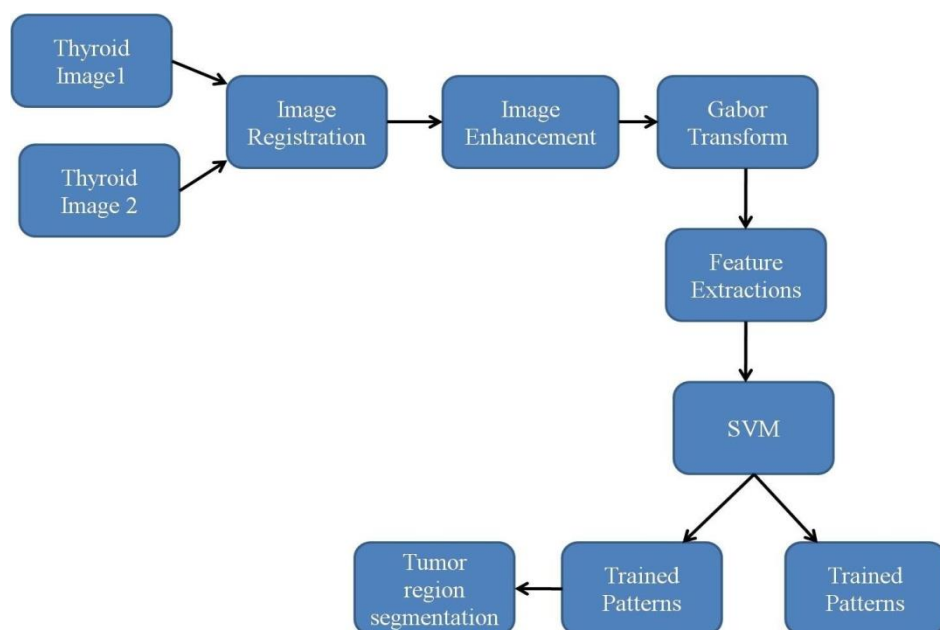 Thyroid
Image1
Thyroid
Image 2
Image
Registration
Image
Enhancement
Gabor
Transform
Feature
Extractions
SVM
Tumor
region
segmentation
Trained
Patterns
Trained
Patterns